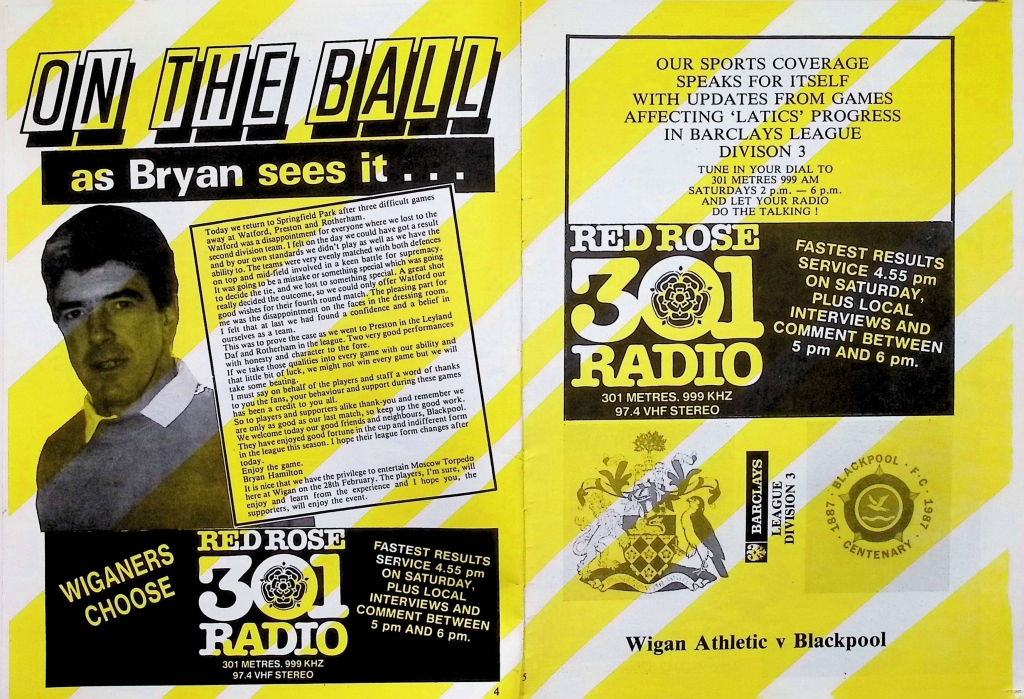 ON THE BALL
as Bryan sees it . . .
Today we return to Springfield Park after three difficult games
away at Watford, Preston and Rotherham.
Watford was a disappointment for everyone where we lost to the
second division team. I felt on the day we could have got a result
and by our own standards we didn't play as well as we have the
ability to. The teams were very evenly matched with both defences
on top and mid-field involved in a keen battle for supremacy.
It was going to be a mistake or something special which was going
to decide the tie, and we lost to something special. A great shot
really decided the outcome, so we could only offer Watford our
good wishes for their fourth round match. The pleasing part for
me was the disappointment on the faces in the dressing room.
I felt that at last we had found a confidence and a belief in
ourselves as a team.
This was to prove the case as we went to Preston in the Leyland
Daf and Rotherham in the league. Two very good performances
with honesty and character to the fore.
If we take those qualities into every game with our ability and
that little bit of luck, we might not win every game but we will
take some beating.
I must say on behalf of the players and staff a word of thanks
to you the fans, your behaviour and support during these games
has been a credit to you all.
So to players and supporters alike thank-you and remember we
are only as good as our last match, so keep up the good work.
We welcome today our good friends and neighbours, Blackpool.
They have enjoyed good fortune in the cup and indifferent form
in the league this season. I hope their league form changes after
today.
Enjoy the game.
Bryan Hamilton
It is nice that we have the privilege to entertain Moscow Torpedo
here at Wigan on the 28th February. The players, I'm sure, will
enjoy and learn from the experience and I hope you, the
supporters, will enjoy the event.
WIGANERS
CHOOSE
RED ROSE
301
RADIO
301 METRES. 999 KHZ
97.4 VHF STEREO
FASTEST RESULTS
SERVICE 4.55 pm
ON SATURDAY,
PLUS LOCAL
INTERVIEWS AND
COMMENT BETWEEN
5 pm AND 6 pm.
4
OUR SPORTS COVERAGE
SPEAKS FOR ITSELF
WITH UPDATES FROM GAMES
AFFECTING 'LATICS' PROGRESS
IN BARCLAYS LEAGUE
DIVISON 3
TUNE IN YOUR DIAL TO
301 METRES 999 AM
SATURDAYS 2 p.m. — 6 p.m.
AND LET YOUR RADIO
DO THE TALKING !
RED ROSE
301
RADIO
301 METRES. 999 KHZ
97.4 VHF STEREO
FASTEST RESULTS
SERVICE 4.55 pm
ON SATURDAY,
PLUS LOCAL
INTERVIEWS AND
COMMENT BETWEEN
5 pm AND 6 pm.
BARCLAYS
LEAGUE
DIVISION 3
1887 · BLACKPOOL · F · C · 1987
CENTENARY
Wigan Athletic v Blackpool
5